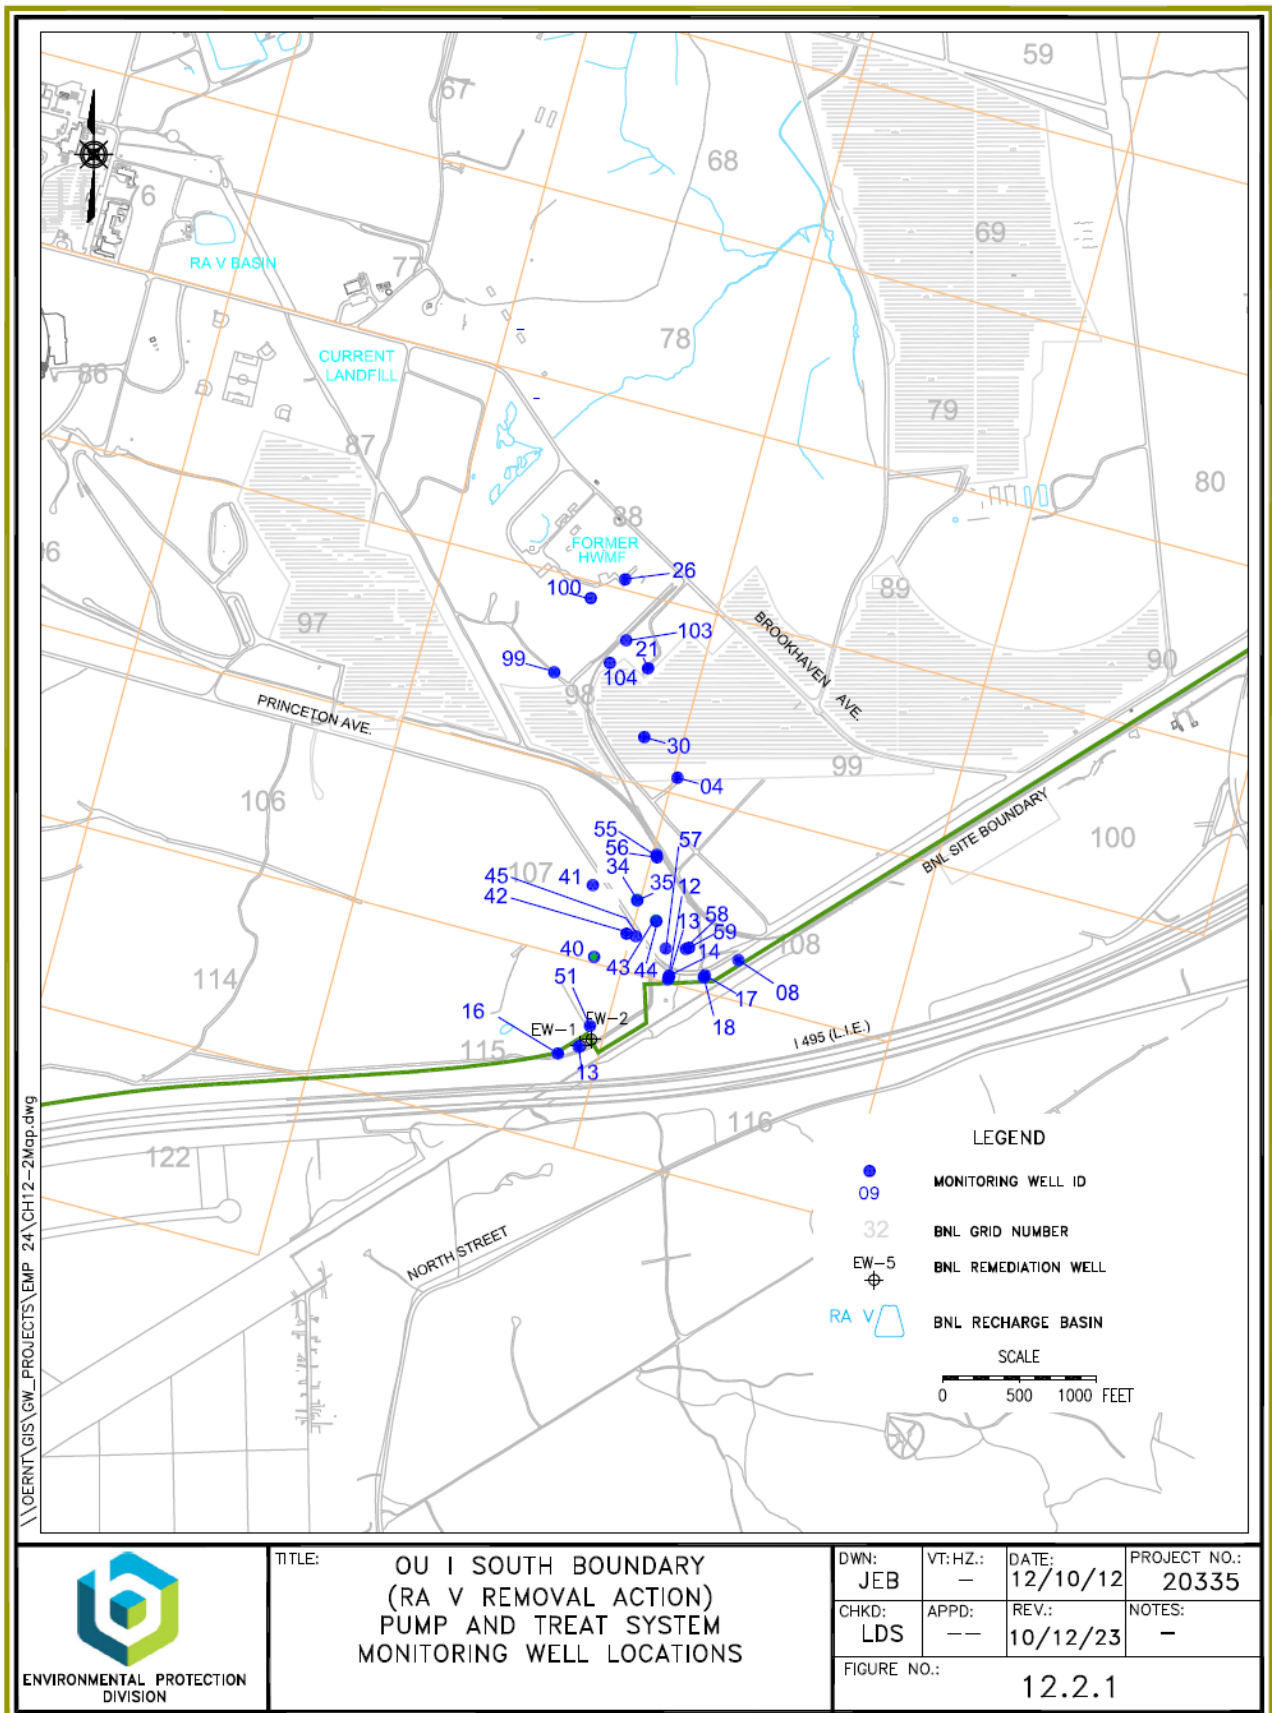 59
67
68
76
69
RA V BASIN
77
78
CURRENT
LANDFILL
86
79
87
80
88
FORMER
HWMF
96
26
100
89
97
103
BROOKHAVEN AVE.
21
99
104
90
98
PRINCETON AVE.
30
99
04
106
BNL SITE BOUNDARY
55
57
100
56
34
107
45
41
35
12
42
58
13
59
108
40
43
44
14
114
51
08
17
16
EW-2
EW-1
18
I 495 (L.I.E.)
115
13
116
122
NORTH STREET
LEGEND
MONITORING WELL ID
09
32
BNL GRID NUMBER
EW-5
BNL REMEDIATION WELL
RA V
BNL RECHARGE BASIN
SCALE
0 500 1000 FEET
\\OERNT\GIS\GW_PROJECTS\EMP 24\CH12-2Map.dwg
ENVIRONMENTAL PROTECTION
DIVISION
TITLE:
OU I SOUTH BOUNDARY
(RA V REMOVAL ACTION)
PUMP AND TREAT SYSTEM
MONITORING WELL LOCATIONS
DWN: VT:HZ.: DATE: PROJECT NO.:
JEB - 12/10/12 20335
CHKD: APPD: REV.: NOTES:
LDS -- 10/12/23 -
FIGURE NO.:
12.2.1